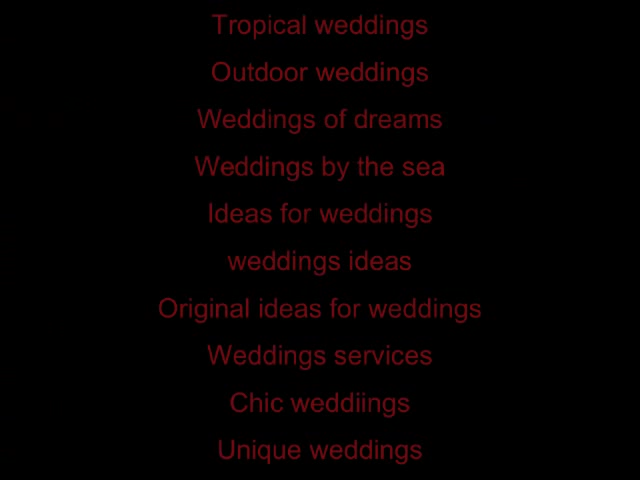 Tropical weddings
Outdoor weddings
Weddings of dreams
Weddings by the sea
Ideas for weddings
weddings ideas
Original ideas for weddings
Weddings services
Chic weddiings
Unique weddings